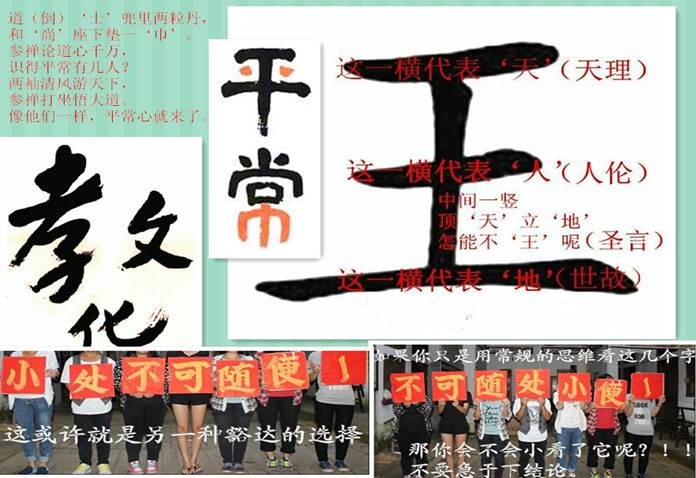 道（倒）‘士’兜里两粒丹，
和‘尚’座下垫一‘巾’。
参禅论道心千万，
识得平常有几人？
两袖清风游天下，
参禅打坐悟大道。
像他们一样，平常心就来了。
平常
教文化
王
这一横代表‘天’（天理）
这一横代表‘人’（人伦）
中间一竖
顶‘天’立‘地’
怎能不‘王’呢（圣言）
这一横代表‘地’（世故）
小处不可随便！
这或许就是另一种豁达的选择
如果你只是用常规的思维看这几个字
不可随处小便！
那你会不会小看了它呢？！！
不要急于下结论。